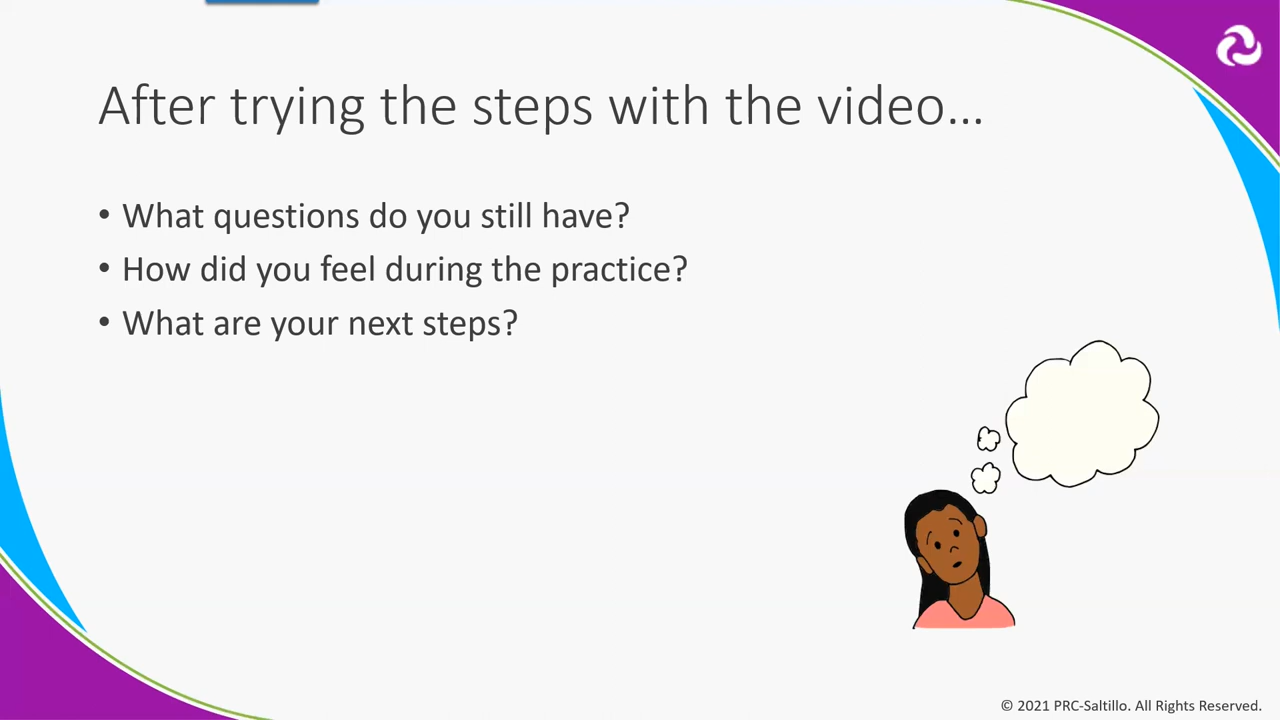 After trying the steps with the video...
• What questions do you still have?
• How did you feel during the practice?
• What are your next steps?
© 2021 PRC-Saltillo. All Rights Reserved.